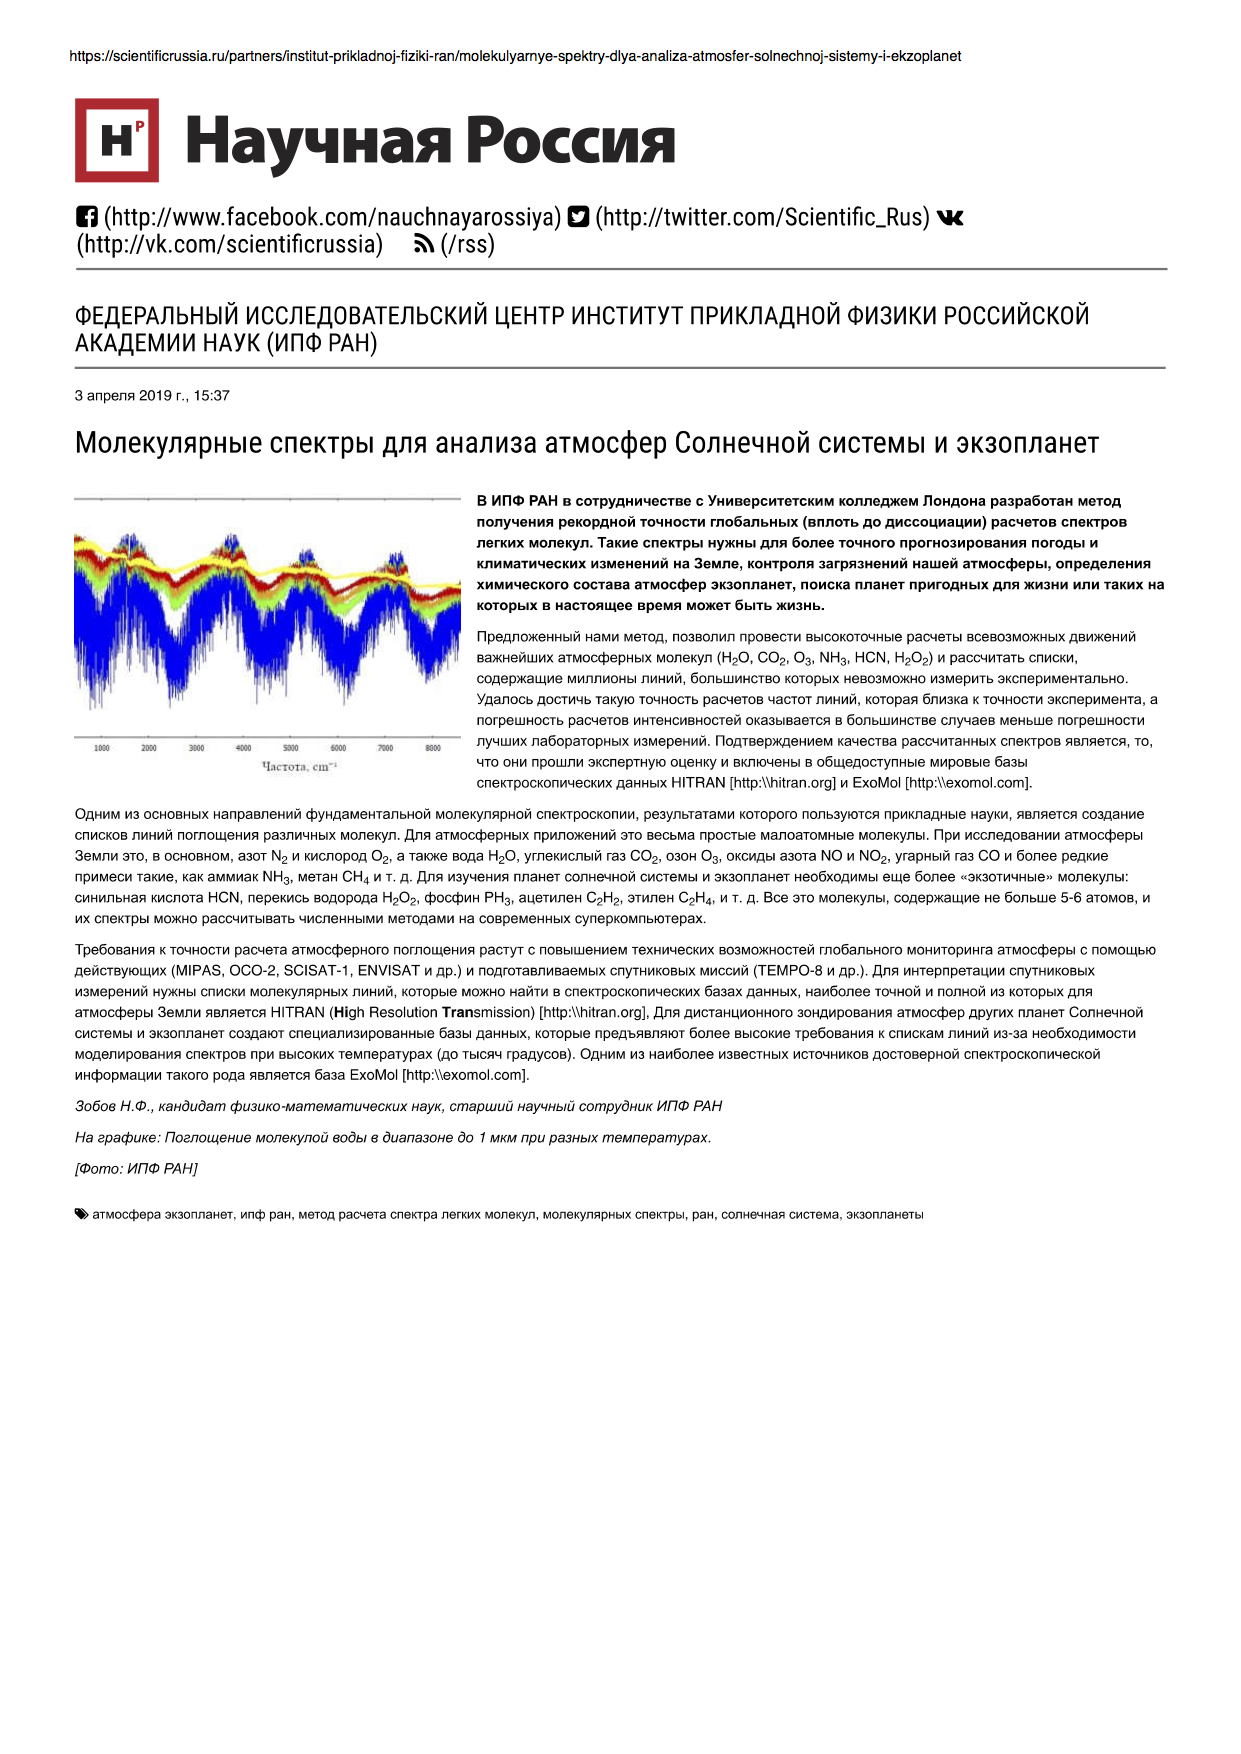 https://scientificrussia.ru/partners/institut-prikladnoj-fiziki-ran/molekulyarnye-spektry-dlya-analiza-atmosfer-solnechnoj-sistemy-i-ekzoplanet
НР Научная Россия
(http://www.facebook.com/nauchnayarossiya) (http://twitter.com/Scientific_Rus)
(http://vk.com/scientificrussia) (/rss)
ФЕДЕРАЛЬНЫЙ ИССЛЕДОВАТЕЛЬСКИЙ ЦЕНТР ИНСТИТУТ ПРИКЛАДНОЙ ФИЗИКИ РОССИЙСКОЙ
АКАДЕМИИ НАУК (ИПФ РАН)
3 апреля 2019 г., 15:37
Молекулярные спектры для анализа атмосфер Солнечной системы и экзопланет
1000 2000 3000 4000 5000 6000 7000 8000
Частота, cm⁻¹
В ИПФ РАН в сотрудничестве с Университетским колледжем Лондона разработан метод
получения рекордной точности глобальных (вплоть до диссоциации) расчетов спектров
легких молекул. Такие спектры нужны для более точного прогнозирования погоды и
климатических изменений на Земле, контроля загрязнений нашей атмосферы, определения
химического состава атмосфер экзопланет, поиска планет пригодных для жизни или таких на
которых в настоящее время может быть жизнь.
Предложенный нами метод, позволил провести высокоточные расчеты всевозможных движений
важнейших атмосферных молекул (H₂O, CO₂, O₃, NH₃, HCN, H₂O₂) и рассчитать списки,
содержащие миллионы линий, большинство которых невозможно измерить экспериментально.
Удалось достичь такую точность расчетов частот линий, которая близка к точности эксперимента, а
погрешность расчетов интенсивностей оказывается в большинстве случаев меньше погрешности
лучших лабораторных измерений. Подтверждением качества рассчитанных спектров является, то,
что они прошли экспертную оценку и включены в общедоступные мировые базы
спектроскопических данных HITRAN [http:\\hitran.org] и ExoMol [http:\\exomol.com].
Одним из основных направлений фундаментальной молекулярной спектроскопии, результатами которого пользуются прикладные науки, является создание
списков линий поглощения различных молекул. Для атмосферных приложений это весьма простые малоатомные молекулы. При исследовании атмосферы
Земли это, в основном, азот N₂ и кислород O₂, а также вода H₂O, углекислый газ CO₂, озон O₃, оксиды азота NO и NO₂, угарный газ CO и более редкие
примеси такие, как аммиак NH₃, метан CH₄ и т. д. Для изучения планет солнечной системы и экзопланет необходимы еще более «экзотичные» молекулы:
синильная кислота HCN, перекись водорода H₂O₂, фосфин PH₃, ацетилен C₂H₂, этилен C₂H₄, и т. д. Все это молекулы, содержащие не больше 5-6 атомов, и
их спектры можно рассчитывать численными методами на современных суперкомпьютерах.
Требования к точности расчета атмосферного поглощения растут с повышением технических возможностей глобального мониторинга атмосферы с помощью
действующих (MIPAS, OCO-2, SCISAT-1, ENVISAT и др.) и подготавливаемых спутниковых миссий (TEMPO-8 и др.). Для интерпретации спутниковых
измерений нужны списки молекулярных линий, которые можно найти в спектроскопических базах данных, наиболее точной и полной из которых для
атмосферы Земли является HITRAN (High Resolution Transmission) [http:\\hitran.org], Для дистанционного зондирования атмосфер других планет Солнечной
системы и экзопланет создают специализированные базы данных, которые предъявляют более высокие требования к спискам линий из-за необходимости
моделирования спектров при высоких температурах (до тысяч градусов). Одним из наиболее известных источников достоверной спектроскопической
информации такого рода является база ExoMol [http:\\exomol.com].
Зобов Н.Ф., кандидат физико-математических наук, старший научный сотрудник ИПФ РАН
На графике: Поглощение молекулой воды в диапазоне до 1 мкм при разных температурах.
[Фото: ИПФ РАН]
атмосфера экзопланет, ипф ран, метод расчета спектра легких молекул, молекулярных спектры, ран, солнечная система, экзопланеты